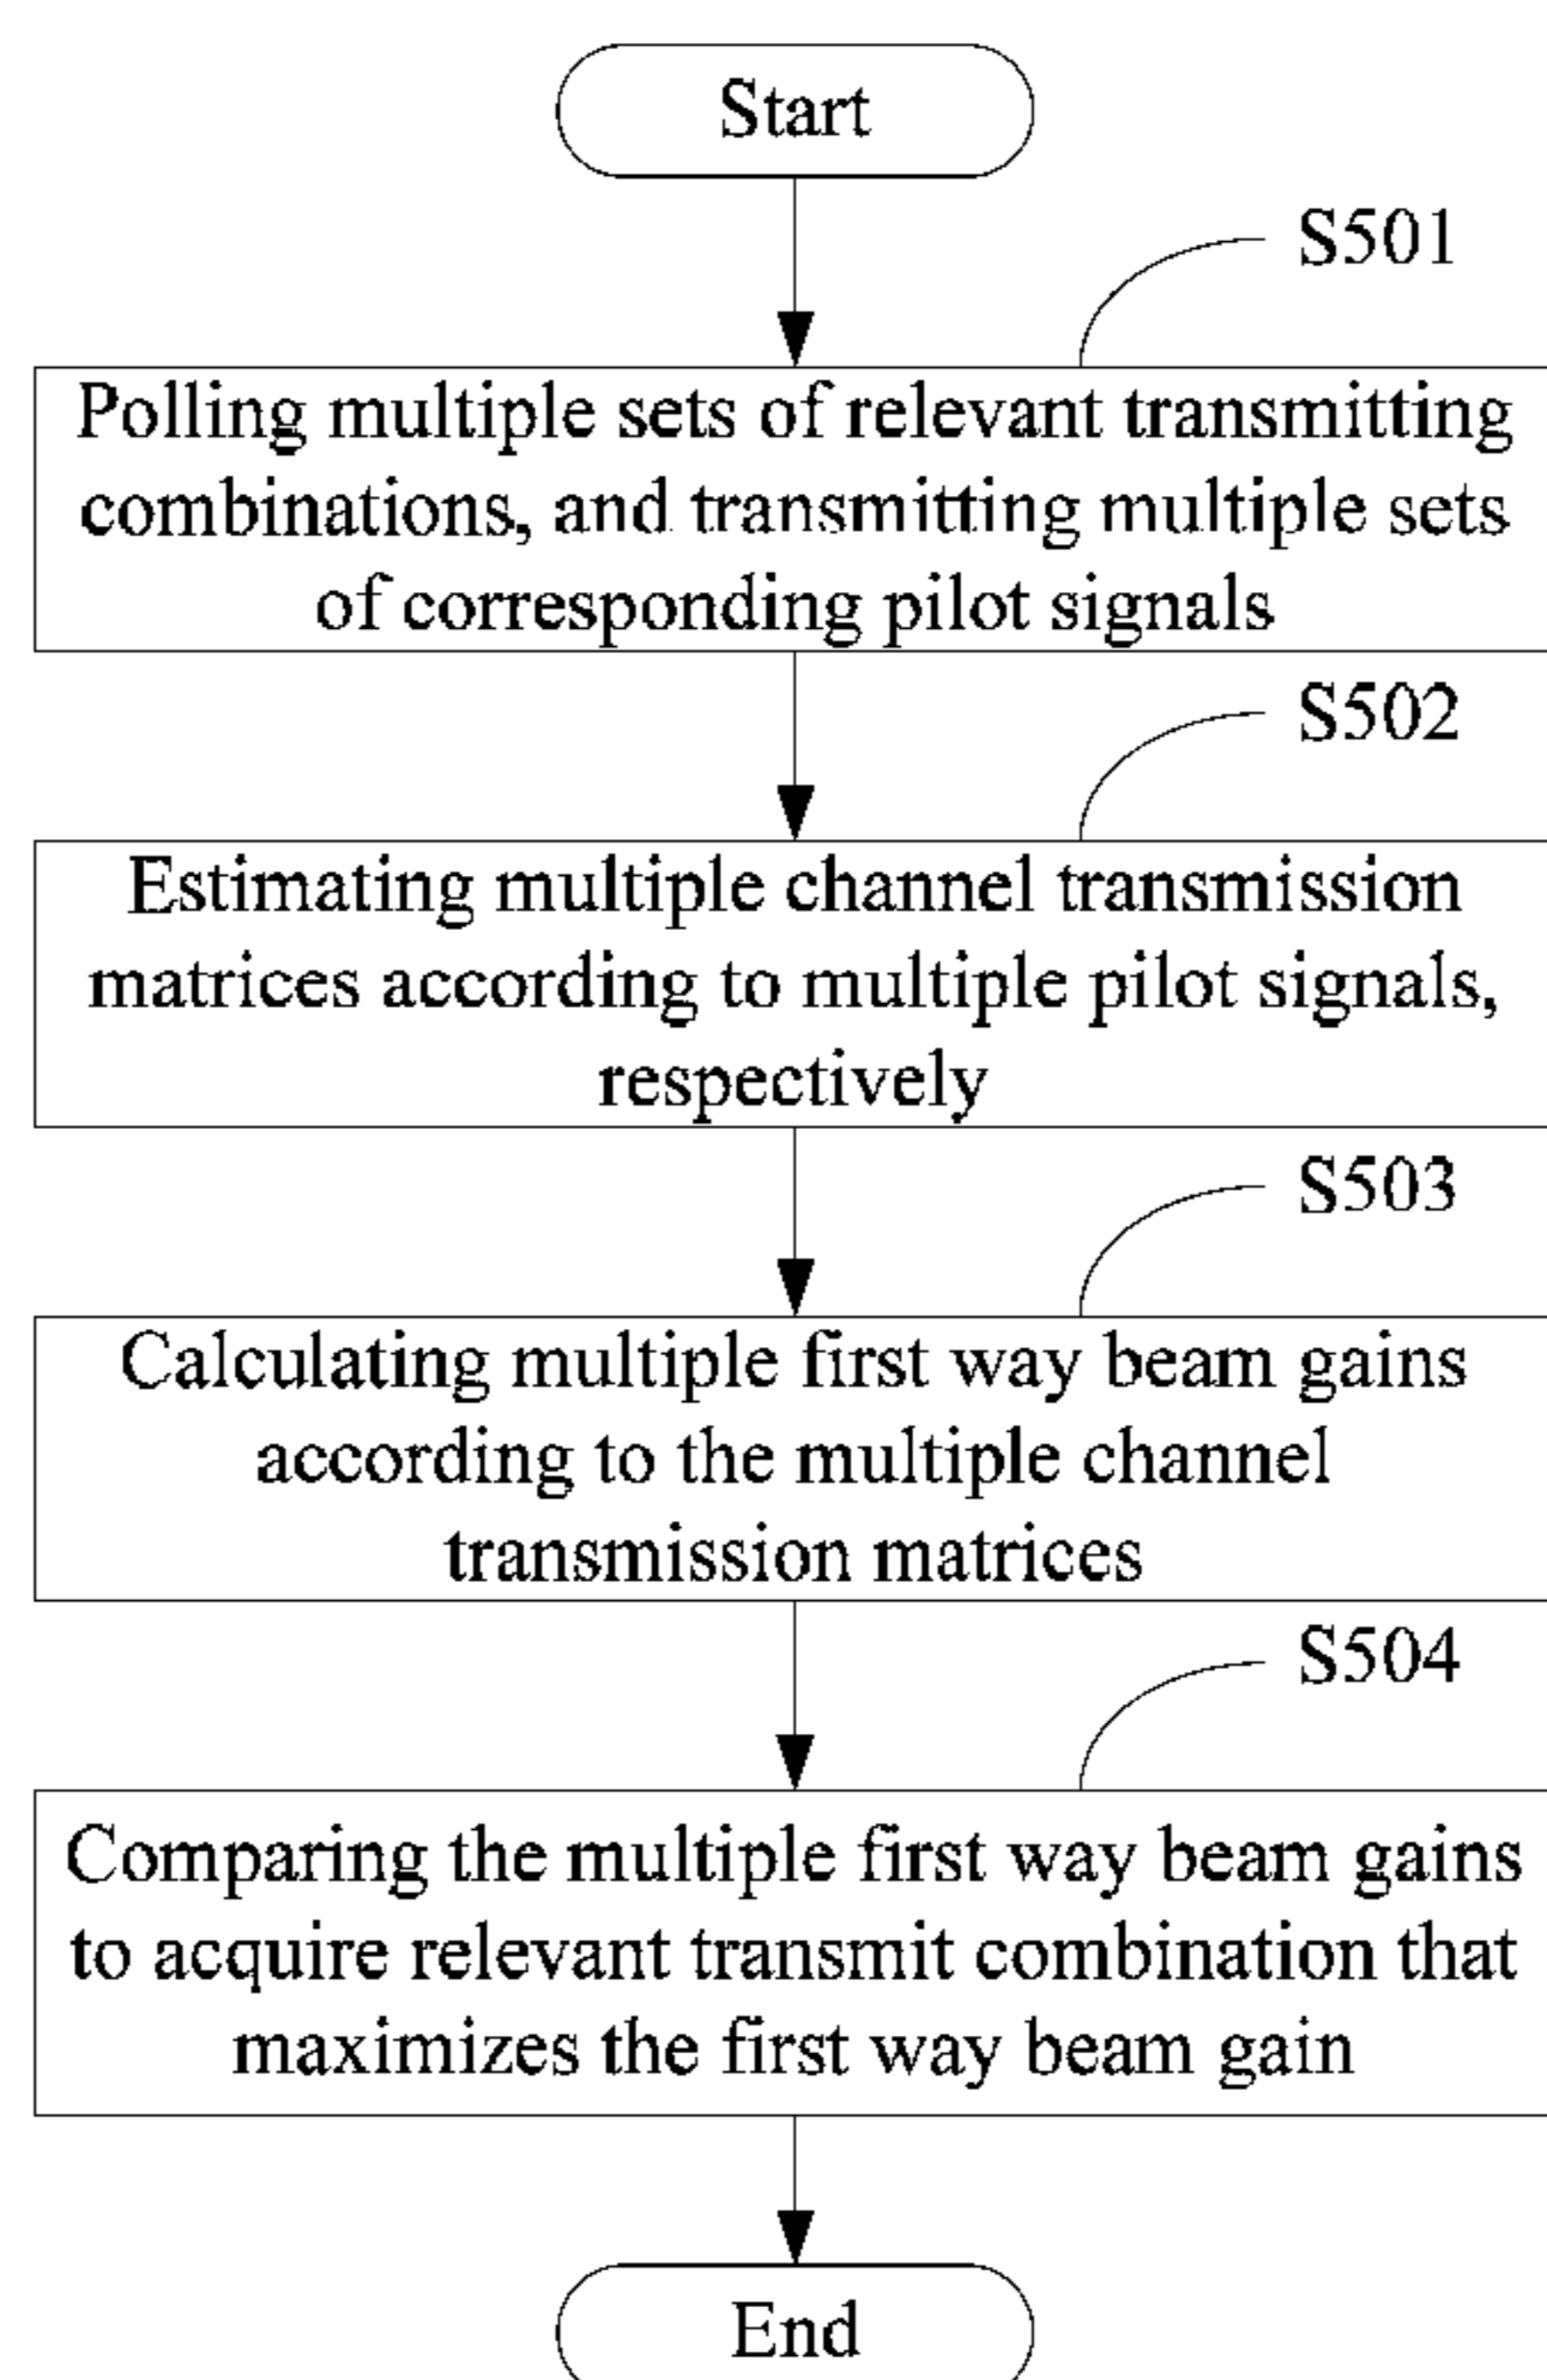 Start
S501
Polling multiple sets of relevant transmitting
combinations, and transmitting multiple sets
of corresponding pilot signals
S502
Estimating multiple channel transmission
matrices according to multiple pilot signals,
respectively
S503
Calculating multiple first way beam gains
according to the multiple channel
transmission matrices
S504
Comparing the multiple first way beam gains
to acquire relevant transmit combination that
maximizes the first way beam gain
End